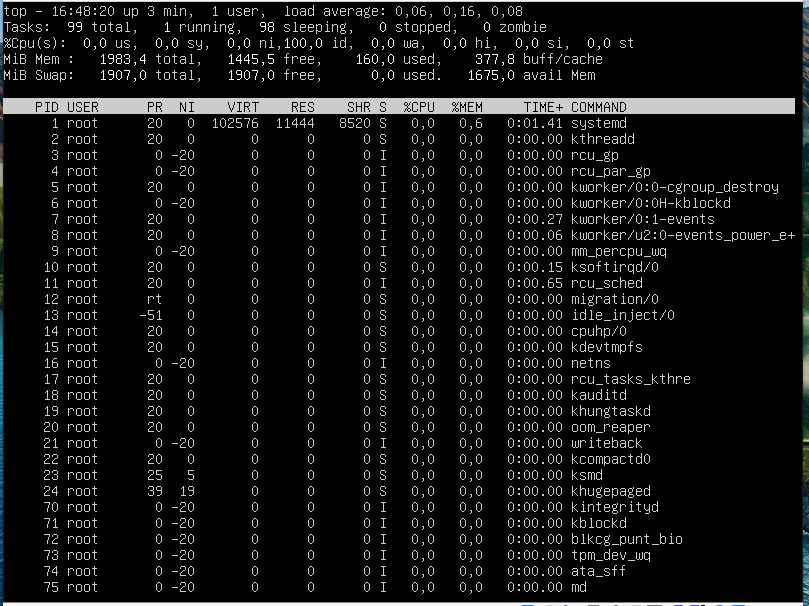 top - 16:48:20 up 3 min,  1 user,  load average: 0,06, 0,16, 0,08
Tasks:  99 total,   1 running,  98 sleeping,   0 stopped,   0 zombie
%Cpu(s):  0,0 us,  0,0 sy,  0,0 ni,100,0 id,  0,0 wa,  0,0 hi,  0,0 si,  0,0 st
MiB Mem :   1983,4 total,   1445,5 free,    160,0 used,    377,8 buff/cache
MiB Swap:   1907,0 total,   1907,0 free,      0,0 used.   1675,0 avail Mem
PID USER      PR  NI    VIRT    RES    SHR S  %CPU  %MEM     TIME+ COMMAND
1 root      20   0  102576  11444   8520 S   0,0   0,6   0:01.41 systemd
2 root      20   0       0      0      0 S   0,0   0,0   0:00.00 kthreadd
3 root       0 -20       0      0      0 I   0,0   0,0   0:00.00 rcu_gp
4 root       0 -20       0      0      0 I   0,0   0,0   0:00.00 rcu_par_gp
5 root      20   0       0      0      0 I   0,0   0,0   0:00.00 kworker/0:0-cgroup_destroy
6 root       0 -20       0      0      0 I   0,0   0,0   0:00.00 kworker/0:0H-kblockd
7 root      20   0       0      0      0 I   0,0   0,0   0:00.27 kworker/0:1-events
8 root      20   0       0      0      0 I   0,0   0,0   0:00.06 kworker/u2:0-events_power_e+
9 root       0 -20       0      0      0 I   0,0   0,0   0:00.00 mm_percpu_wq
10 root      20   0       0      0      0 S   0,0   0,0   0:00.15 ksoftirqd/0
11 root      20   0       0      0      0 I   0,0   0,0   0:00.65 rcu_sched
12 root      rt   0       0      0      0 S   0,0   0,0   0:00.00 migration/0
13 root     -51   0       0      0      0 S   0,0   0,0   0:00.00 idle_inject/0
14 root      20   0       0      0      0 S   0,0   0,0   0:00.00 cpuhp/0
15 root      20   0       0      0      0 S   0,0   0,0   0:00.00 kdevtmpfs
16 root       0 -20       0      0      0 I   0,0   0,0   0:00.00 netns
17 root      20   0       0      0      0 S   0,0   0,0   0:00.00 rcu_tasks_kthre
18 root      20   0       0      0      0 S   0,0   0,0   0:00.00 kauditd
19 root      20   0       0      0      0 S   0,0   0,0   0:00.00 khungtaskd
20 root      20   0       0      0      0 S   0,0   0,0   0:00.00 oom_reaper
21 root       0 -20       0      0      0 I   0,0   0,0   0:00.00 writeback
22 root      20   0       0      0      0 S   0,0   0,0   0:00.00 kcompactd0
23 root      25   5       0      0      0 S   0,0   0,0   0:00.00 ksmd
24 root      39  19       0      0      0 S   0,0   0,0   0:00.00 khugepaged
70 root       0 -20       0      0      0 I   0,0   0,0   0:00.00 kintegrityd
71 root       0 -20       0      0      0 I   0,0   0,0   0:00.00 kblockd
72 root       0 -20       0      0      0 I   0,0   0,0   0:00.00 blkcg_punt_bio
73 root       0 -20       0      0      0 I   0,0   0,0   0:00.00 tpm_dev_wq
74 root       0 -20       0      0      0 I   0,0   0,0   0:00.00 ata_sff
75 root       0 -20       0      0      0 I   0,0   0,0   0:00.00 md